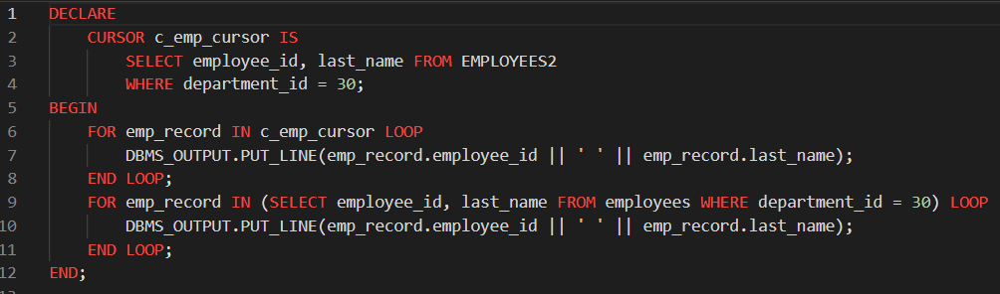 1 DECLARE
2 CURSOR c_emp_cursor IS
3 SELECT employee_id, last_name FROM EMPLOYEES2
4 WHERE department_id = 30;
5 BEGIN
6 FOR emp_record IN c_emp_cursor LOOP
7 DBMS_OUTPUT.PUT_LINE(emp_record.employee_id || ' ' || emp_record.last_name);
8 END LOOP;
9 FOR emp_record IN (SELECT employee_id, last_name FROM employees WHERE department_id = 30) LOOP
10 DBMS_OUTPUT.PUT_LINE(emp_record.employee_id || ' ' || emp_record.last_name);
11 END LOOP;
12 END;